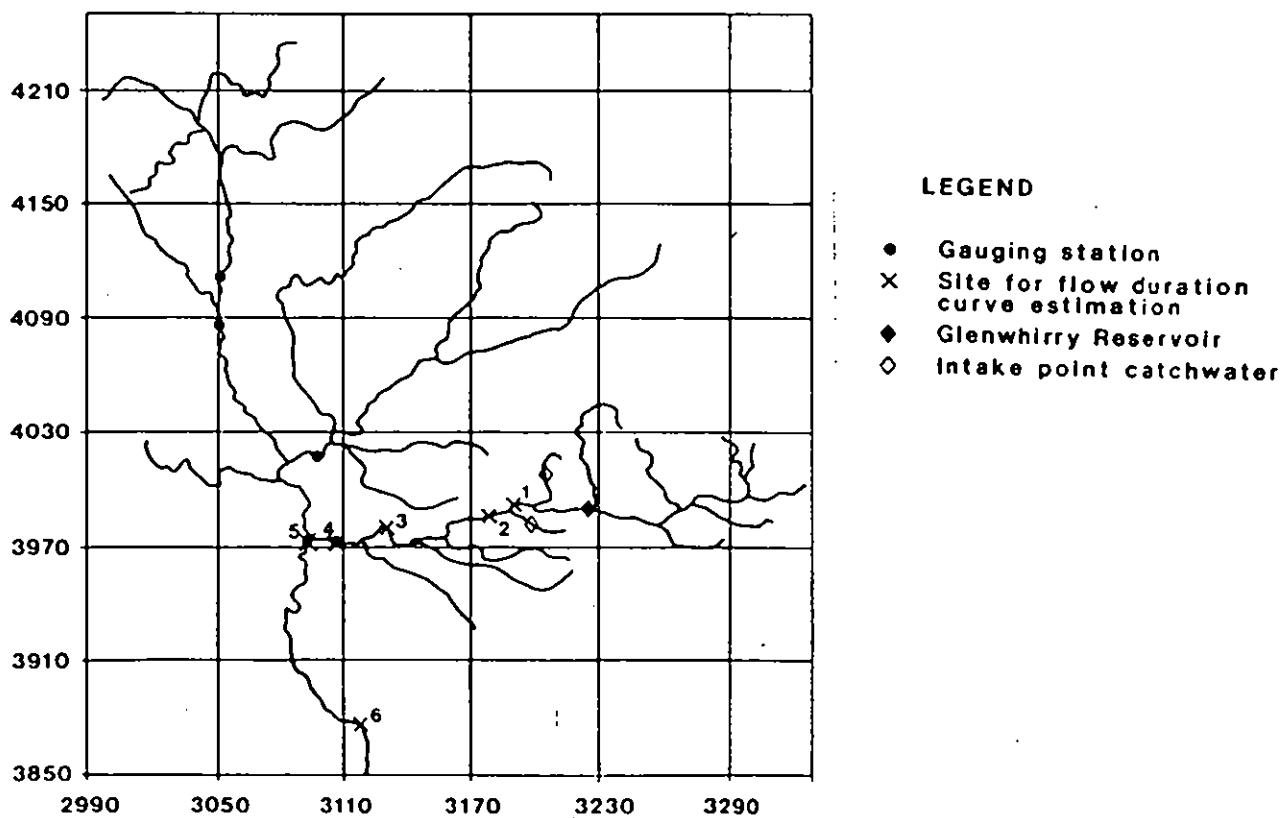 4210
4150
4090
4030
3970
3910
3850
2990 3050 3110 3170 3230 3290
1
2
3
4
5
6
LEGEND
Gauging station
Site for flow duration
curve estimation
Glenwhirry Reservoir
Intake point catchwater